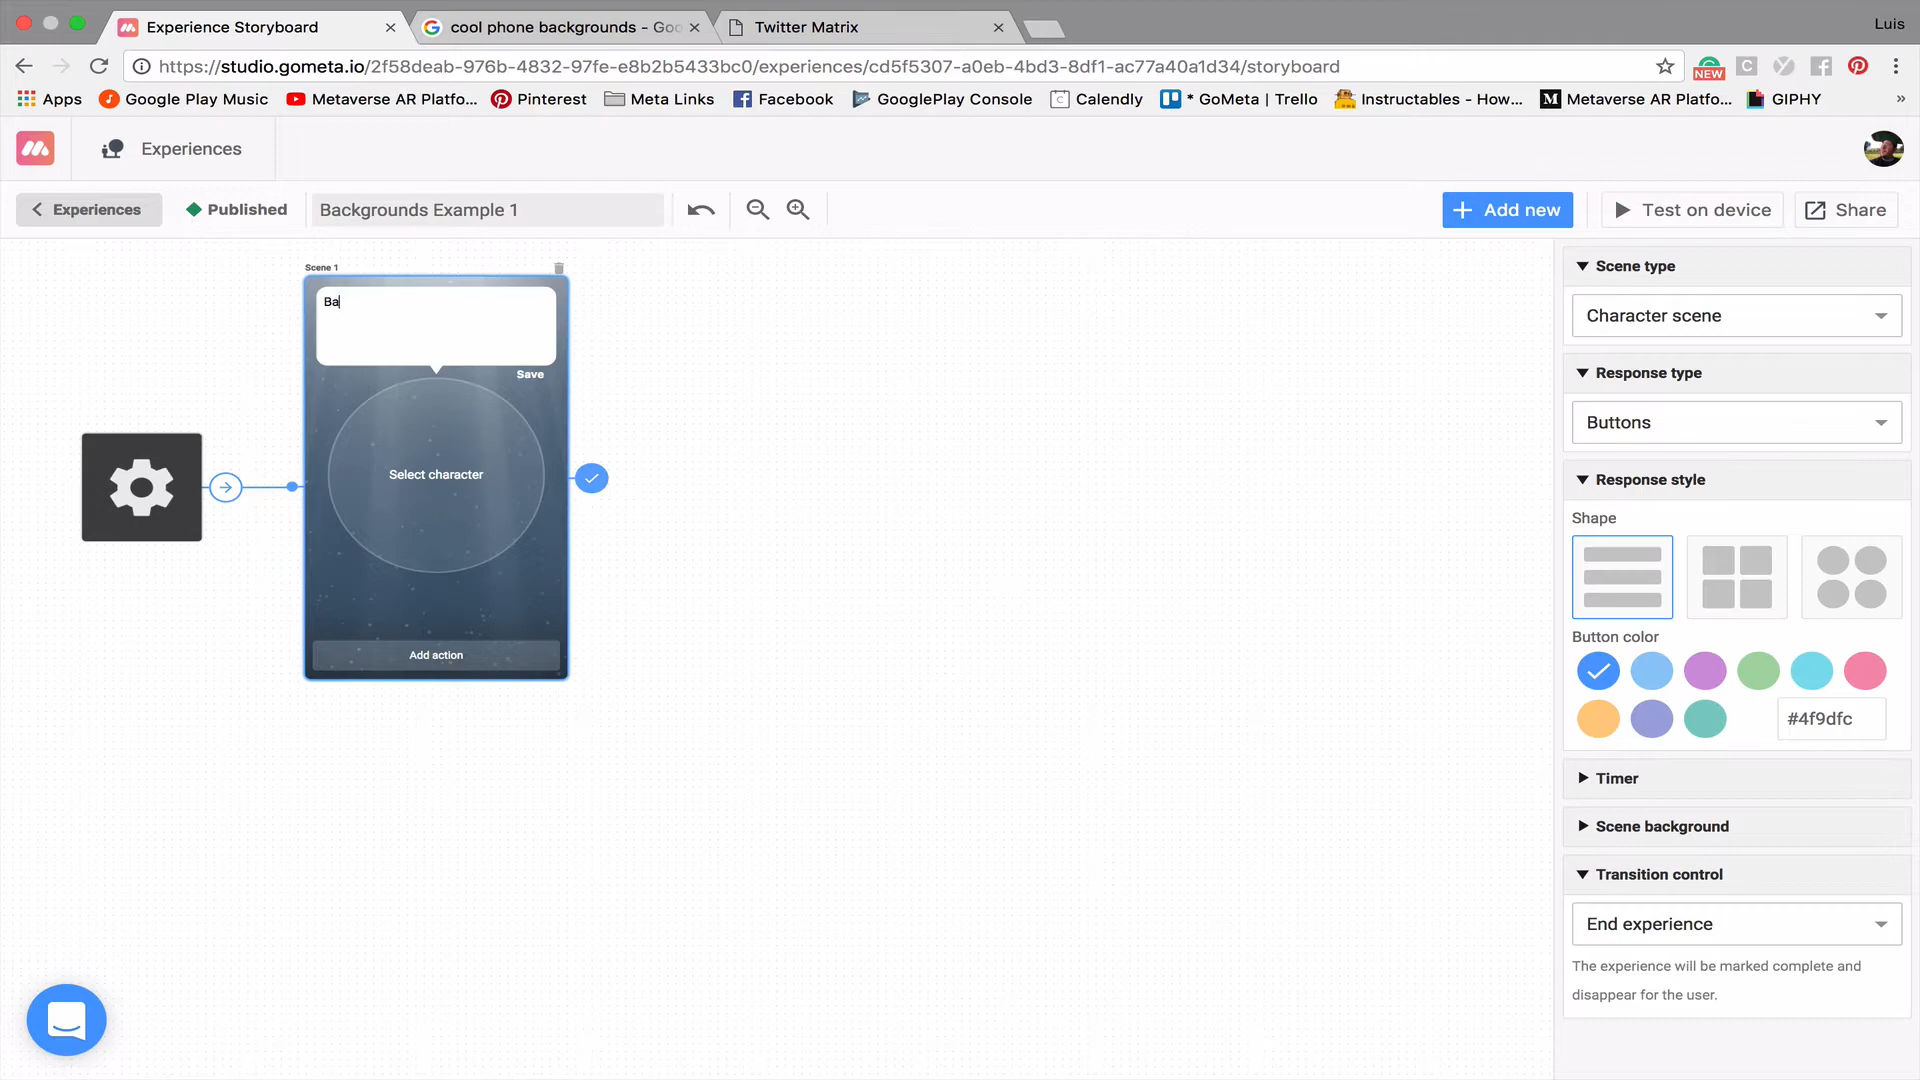 Experience Storyboard
cool phone backgrounds - Goo
Twitter Matrix
Luis
https://studio.gometa.io/2f58deab-976b-4832-97fe-e8b2b5433bc0/experiences/cd5f5307-a0eb-4bd3-8df1-ac77a40a1d34/storyboard
NEW
Apps
Google Play Music
Metaverse AR Platfo...
Pinterest
Meta Links
Facebook
GooglePlay Console
Calendly
* GoMeta | Trello
Instructables - How...
Metaverse AR Platfo...
GIPHY
»
Experiences
Experiences
Published
Backgrounds Example 1
Add new
Test on device
Share
Scene 1
Ba
Save
Select character
Add action
Scene type
Character scene
Response type
Buttons
Response style
Shape
Button color
#4f9dfc
Timer
Scene background
Transition control
End experience
The experience will be marked complete and
disappear for the user.